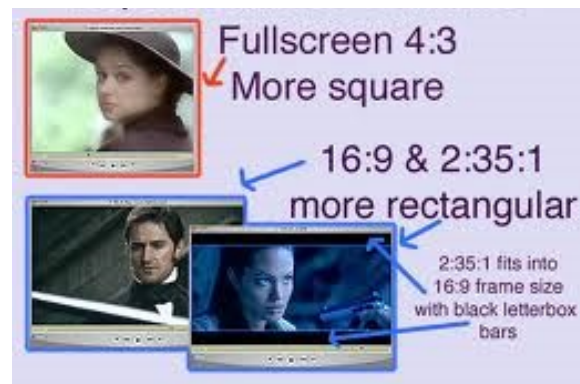 Fullscreen 4:3
More square
16:9 & 2:35:1
more rectangular
2:35:1 fits into
16:9 frame size
with black letterbox
bars